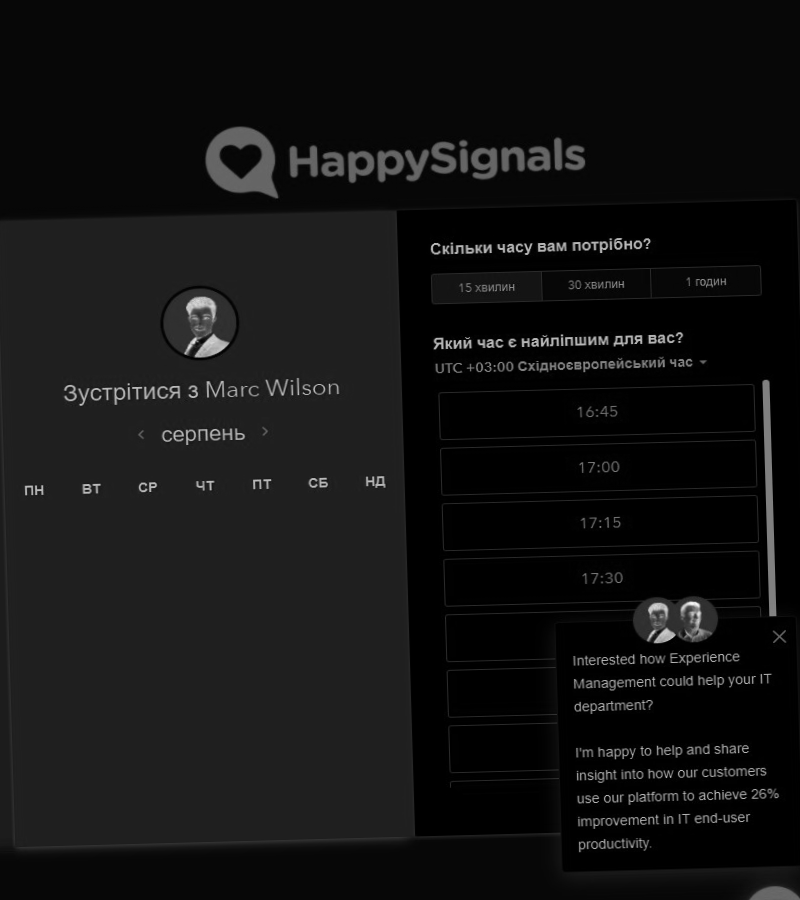 HappySignals
Зустрітися з Marc Wilson
серпень
ПН ВТ СР ЧТ ПТ СБ НД
Скільки часу вам потрібно?
15 хвилин 30 хвилин 1 годин
Який час є найліпшим для вас?
UTC +03:00 Східноєвропейський час
16:45
17:00
17:15
17:30
Interested how Experience
Management could help your IT
department?
I'm happy to help and share
insight into how our customers
use our platform to achieve 26%
improvement in IT end-user
productivity.